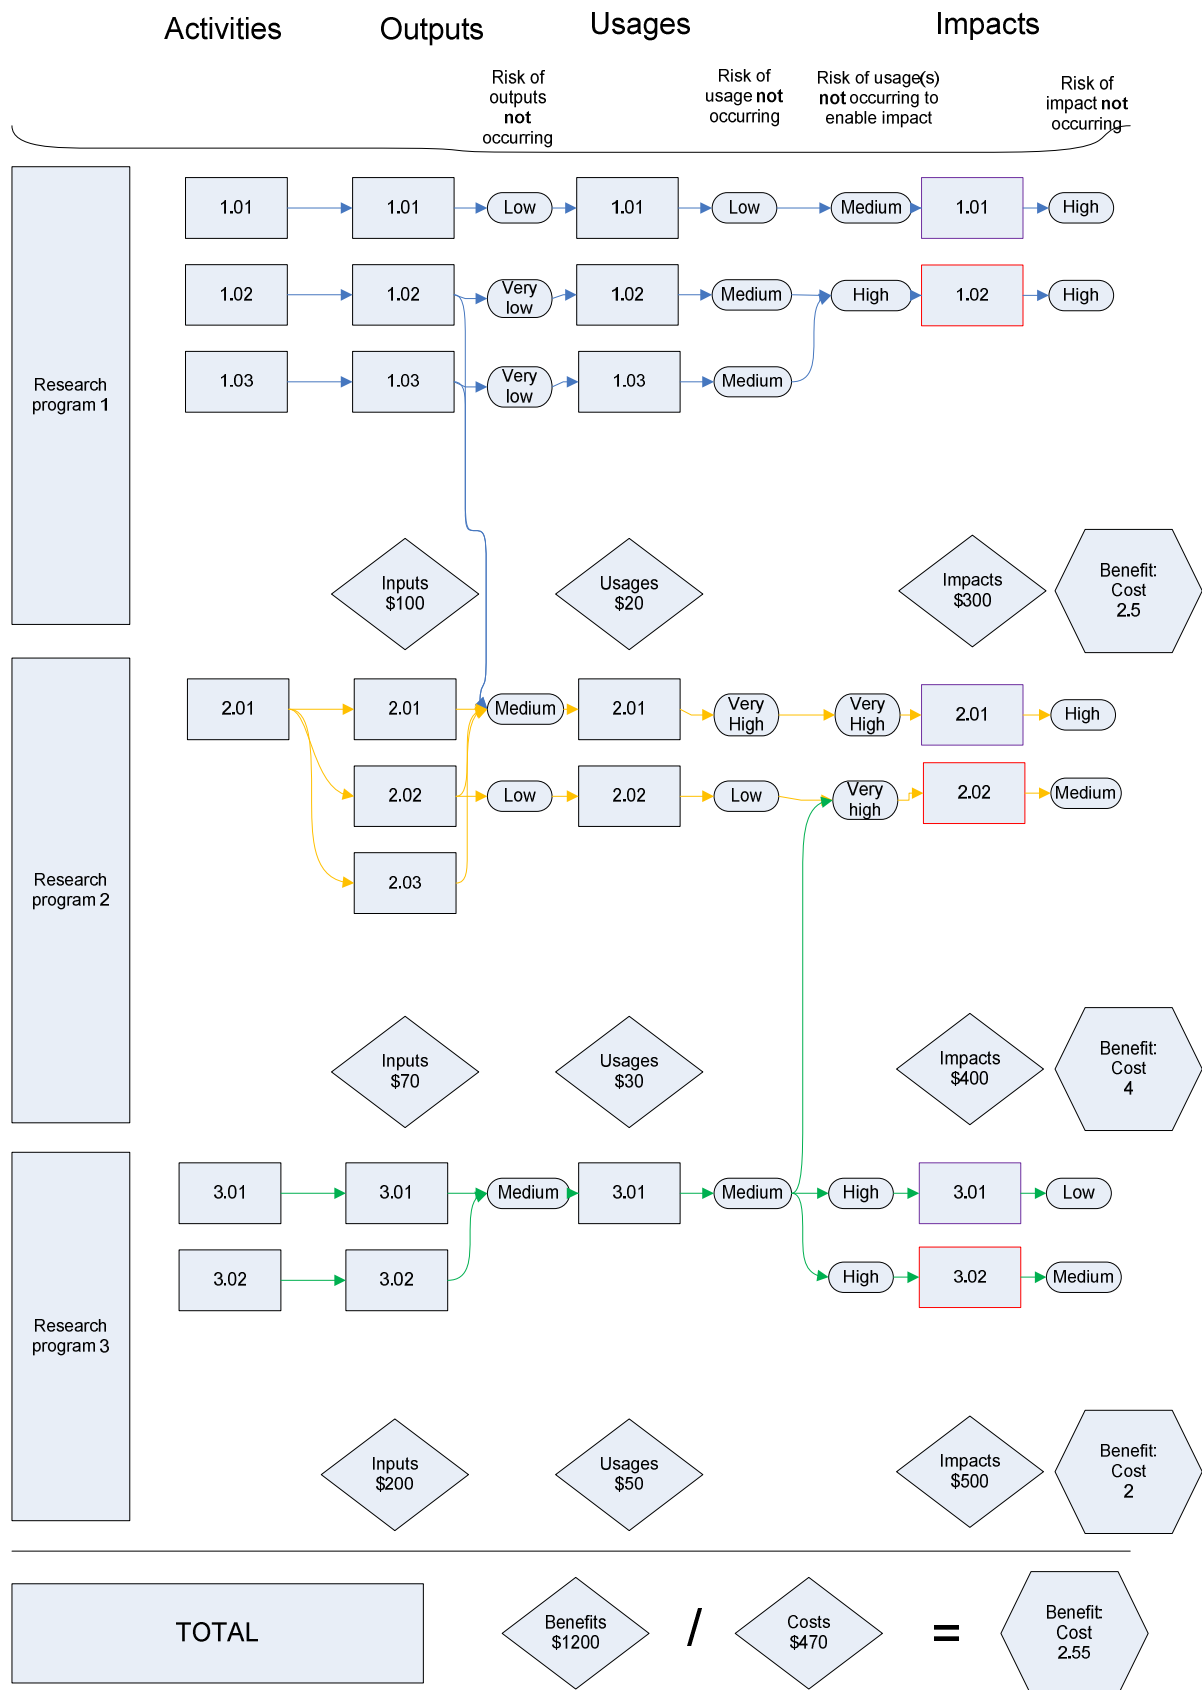 Activities
Outputs
Usages
Impacts
Risk of
outputs
not
occurring
Risk of
usage not
occurring
Risk of usage(s)
not occurring to
enable impact
Risk of
impact not
occurring
Research
program 1
1.01
1.01
Low
1.01
Low
Medium
1.01
High
1.02
1.02
Very
low
1.02
Medium
High
1.02
High
1.03
1.03
Very
low
1.03
Medium
Inputs
$100
Usages
$20
Impacts
$300
Benefit:
Cost
2.5
Research
program 2
2.01
2.01
Medium
2.01
Very
High
Very
High
2.01
High
2.02
Low
2.02
Low
Very
high
2.02
Medium
2.03
Inputs
$70
Usages
$30
Impacts
$400
Benefit:
Cost
4
Research
program 3
3.01
3.01
Medium
3.01
Medium
High
3.01
Low
3.02
3.02
High
3.02
Medium
Inputs
$200
Usages
$50
Impacts
$500
Benefit:
Cost
2
TOTAL
Benefits
$1200
/
Costs
$470
=
Benefit:
Cost
2.55